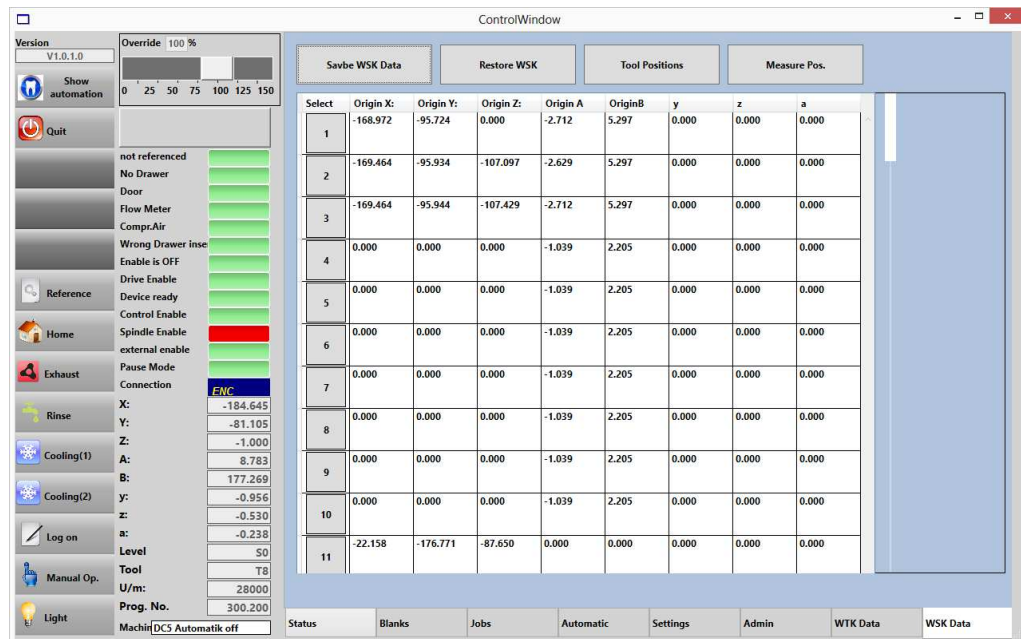 ControlWindow
Version
V1.0.1.0
Show automation
Quit
Reference
Home
Exhaust
Rinse
Cooling(1)
Cooling(2)
Log on
Manual Op.
Light
Override 100 %
0 25 50 75 100 125 150
not referenced
No Drawer
Door
Flow Meter
Compr.Air
Wrong Drawer inse
Enable is OFF
Drive Enable
Device ready
Control Enable
Spindle Enable
external enable
Pause Mode
Connection ENC
X: -184.645
Y: -81.105
Z: -1.000
A: 8.783
B: 177.269
y: -0.956
z: -0.530
a: -0.238
Level S0
Tool T8
U/m: 28000
Prog. No. 300.200
Machin DC5 Automatik off
Savbe WSK Data Restore WSK Tool Positions Measure Pos.
Select Origin X: Origin Y: Origin Z: Origin A OriginB y z a
1 -168.972 -95.724 0.000 -2.712 5.297 0.000 0.000 0.000
2 -169.464 -95.934 -107.097 -2.629 5.297 0.000 0.000 0.000
3 -169.464 -95.944 -107.429 -2.712 5.297 0.000 0.000 0.000
4 0.000 0.000 0.000 -1.039 2.205 0.000 0.000 0.000
5 0.000 0.000 0.000 -1.039 2.205 0.000 0.000 0.000
6 0.000 0.000 0.000 -1.039 2.205 0.000 0.000 0.000
7 0.000 0.000 0.000 -1.039 2.205 0.000 0.000 0.000
8 0.000 0.000 0.000 -1.039 2.205 0.000 0.000 0.000
9 0.000 0.000 0.000 -1.039 2.205 0.000 0.000 0.000
10 0.000 0.000 0.000 -1.039 2.205 0.000 0.000 0.000
11 -22.158 -176.771 -87.650 0.000 0.000 0.000 0.000 0.000
Status Blanks Jobs Automatic Settings Admin WTK Data WSK Data